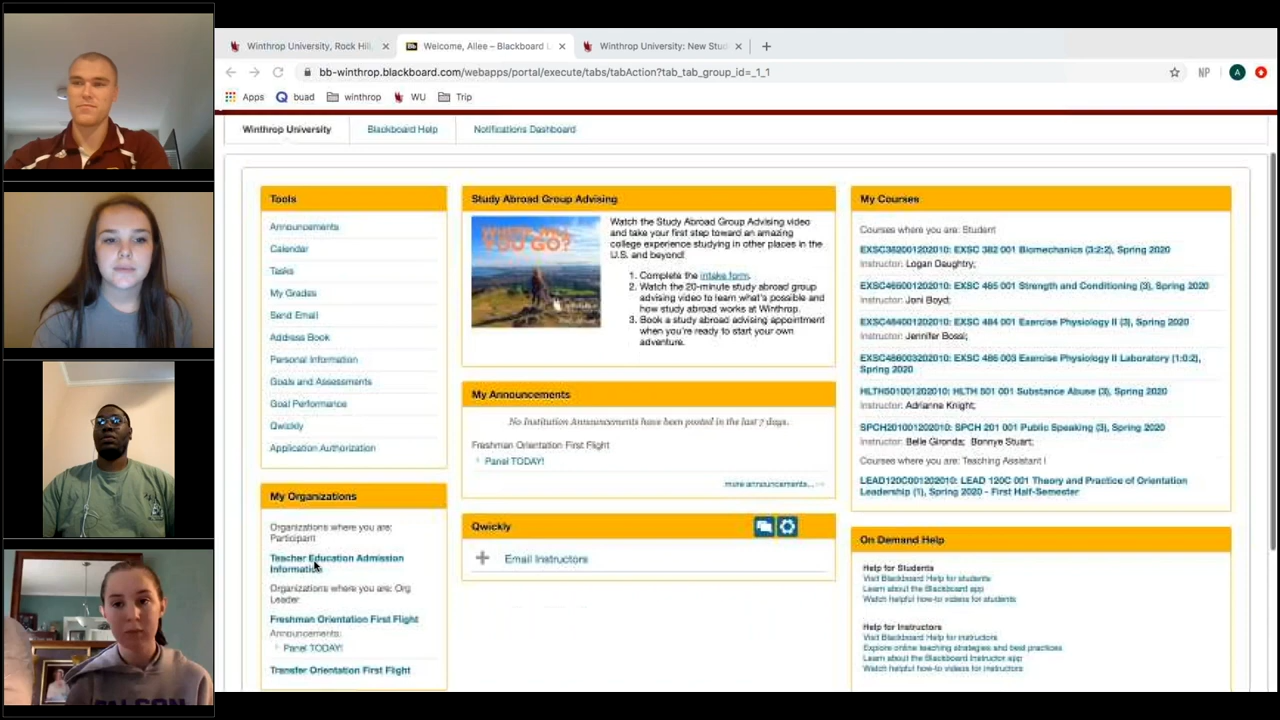 Winthrop University, Rock Hill,
Welcome, Allee – Blackboard L
Winthrop University: New Stud
bb-winthrop.blackboard.com/webapps/portal/execute/tabs/tabAction?tab_tab_group_id=_1_1
NP
A
Apps
buad
winthrop
WU
Trip
Winthrop University
Blackboard Help
Notifications Dashboard
Tools
Announcements
Calendar
Tasks
My Grades
Send Email
Address Book
Personal Information
Goals and Assessments
Goal Performance
Qwickly
Application Authorization
My Organizations
Organizations where you are:
Participant
Teacher Education Admission
Information
Organizations where you are: Org
Leader
Freshman Orientation First Flight
Announcements:
Panel TODAY!
Transfer Orientation First Flight
Study Abroad Group Advising
WHERE WILL
YOU GO?
Watch the Study Abroad Group Advising video
and take your first step toward an amazing
college experience studying in other places in the
U.S. and beyond!
1. Complete the intake form.
2. Watch the 20-minute study abroad group
advising video to learn what's possible and
how study abroad works at Winthrop.
3. Book a study abroad advising appointment
when you're ready to start your own
adventure.
My Announcements
No Institution Announcements have been posted in the last 7 days.
Freshman Orientation First Flight
Panel TODAY!
more announcements...
Qwickly
Email Instructors
My Courses
Courses where you are: Student
EXSC382001202010: EXSC 382 001 Biomechanics (3:2:2), Spring 2020
Instructor: Logan Daughtry;
EXSC465001202010: EXSC 465 001 Strength and Conditioning (3), Spring 2020
Instructor: Joni Boyd;
EXSC484001202010: EXSC 484 001 Exercise Physiology II (3), Spring 2020
Instructor: Jennifer Bossi;
EXSC486003202010: EXSC 486 003 Exercise Physiology II Laboratory (1:0:2),
Spring 2020
HLTH501001202010: HLTH 501 001 Substance Abuse (3), Spring 2020
Instructor: Adrianne Knight;
SPCH201001202010: SPCH 201 001 Public Speaking (3), Spring 2020
Instructor: Belle Gironda; Bonnye Stuart;
Courses where you are: Teaching Assistant I
LEAD120C001202010: LEAD 120C 001 Theory and Practice of Orientation
Leadership (1), Spring 2020 - First Half-Semester
On Demand Help
Help for Students
Visit Blackboard Help for students
Learn about the Blackboard app
Watch helpful how-to videos for students
Help for Instructors
Visit Blackboard Help for instructors
Explore online teaching strategies and best practices
Learn about the Blackboard Instructor app
Watch helpful how-to videos for instructors